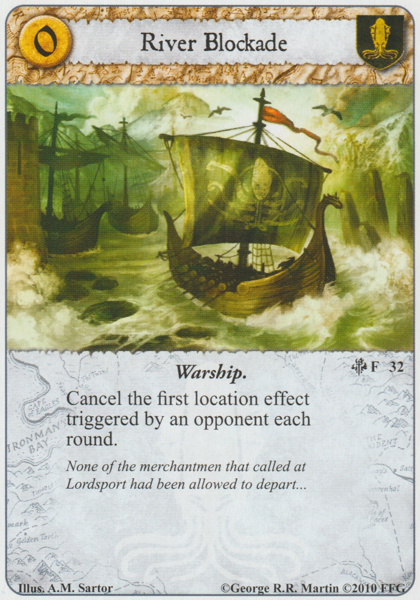 0
River Blockade
Warship.
F 32
Cancel the first location effect
triggered by an opponent each
round.
None of the merchantmen that called at
Lordsport had been allowed to depart...
IRONMAN
BAY
Illus. A.M. Sartor
©George R.R. Martin ©2010 FFG